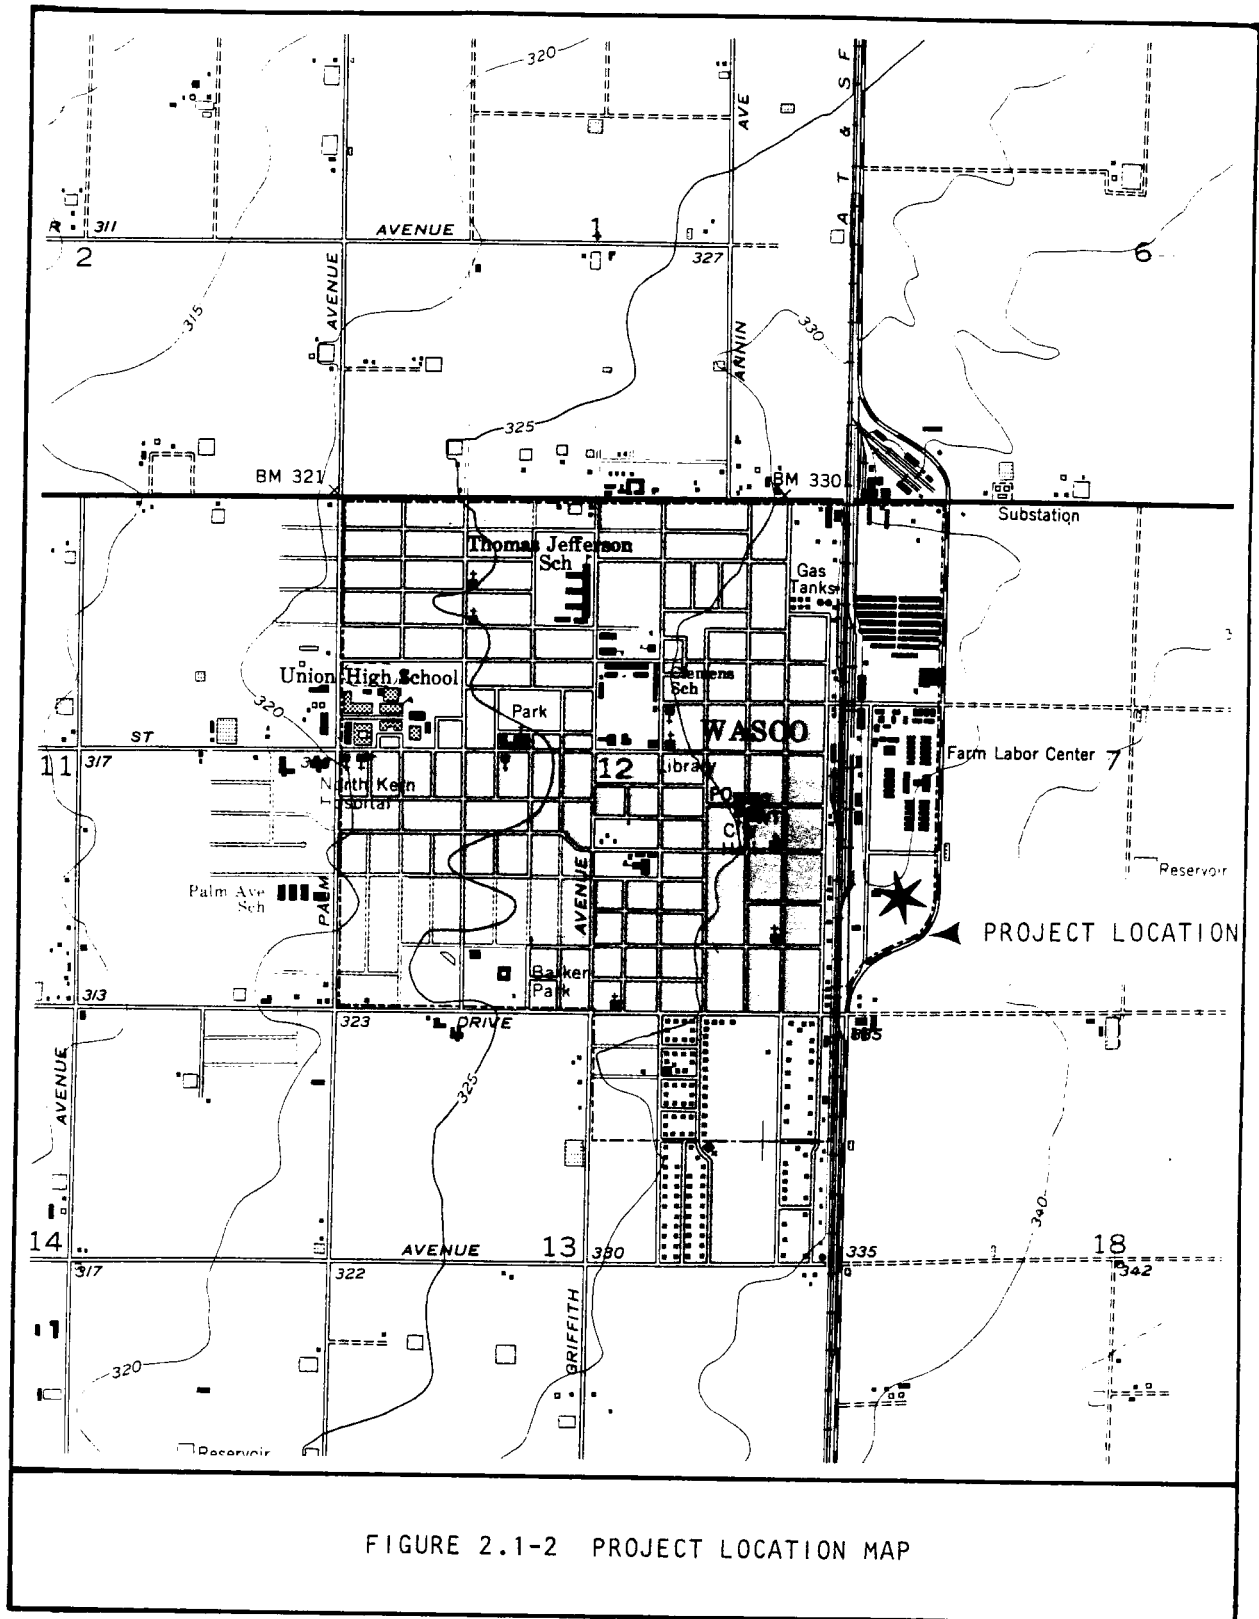 320
AVE
A T & S F
R
311
AVENUE
1
327
2
6
AVENUE
315
330
ANNIN
325
BM 321
BM 330
Substation
Thomas Jefferson
Sch
Gas
Tanks
Union High School
Clemens
Sch
320
Park
WASCO
ST
Farm Labor Center
7
11
317
12
Library
North Kern
Hospital
PO
AVENUE
Reservoir
Palm Ave
Sch
PALM
PROJECT LOCATION
Barker
Park
313
323
DRIVE
335
AVENUE
325
340
14
AVENUE
13
330
335
18
317
322
342
GRIFFITH
320
Reservoir
FIGURE 2.1-2 PROJECT LOCATION MAP